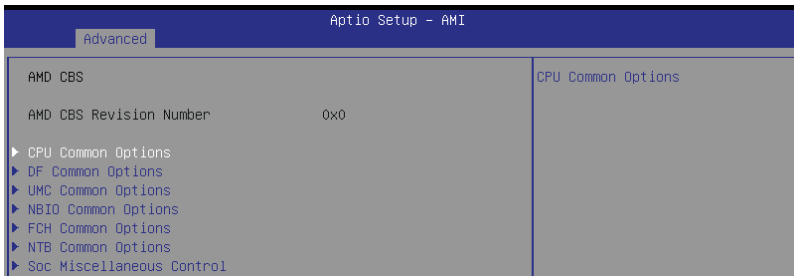 Aptio Setup - AMI
Advanced
AMD CBS
CPU Common Options
AMD CBS Revision Number 0x0
CPU Common Options
DF Common Options
UMC Common Options
NBIO Common Options
FCH Common Options
NTB Common Options
Soc Miscellaneous Control